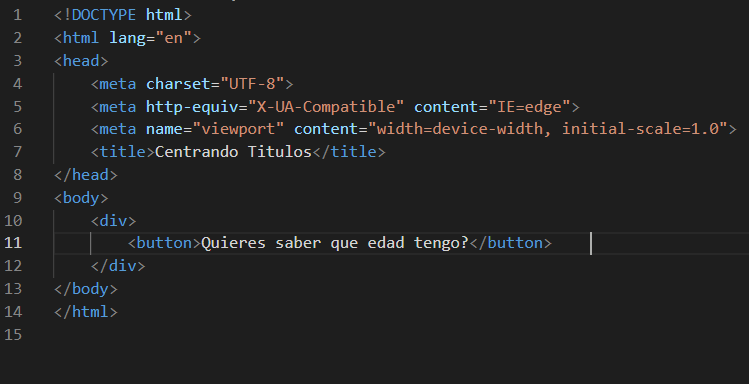 1 <!DOCTYPE html>
2 <html lang="en">
3 <head>
4     <meta charset="UTF-8">
5     <meta http-equiv="X-UA-Compatible" content="IE=edge">
6     <meta name="viewport" content="width=device-width, initial-scale=1.0">
7     <title>Centrando Titulos</title>
8 </head>
9 <body>
10     <div>
11         <button>Quieres saber que edad tengo?</button>
12     </div>
13 </body>
14 </html>
15